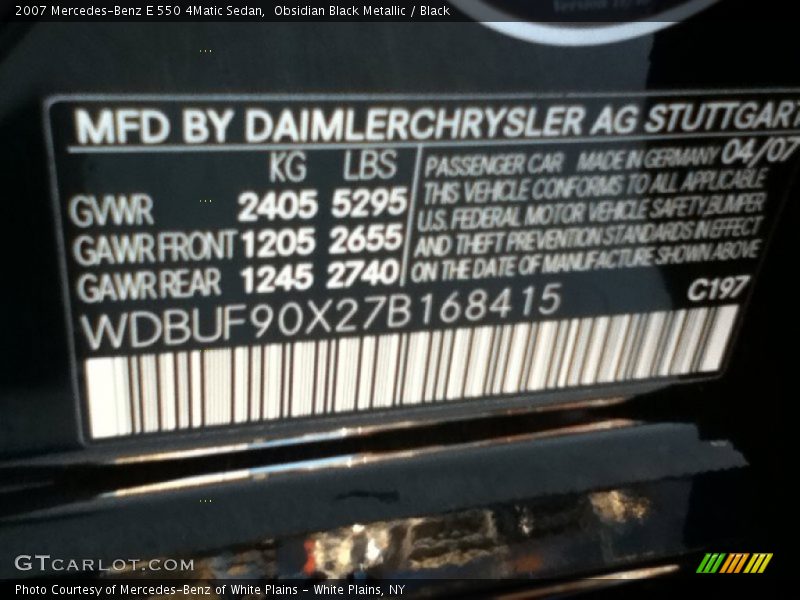 2007 Mercedes-Benz E 550 4Matic Sedan,  Obsidian Black Metallic / Black
MFD BY DAIMLERCHRYSLER AG STUTTGART
KG LBS
GVWR 2405 5295
GAWR FRONT 1205 2655
GAWR REAR 1245 2740
PASSENGER CAR MADE IN GERMANY 04/07
THIS VEHICLE CONFORMS TO ALL APPLICABLE
U.S. FEDERAL MOTOR VEHICLE SAFETY, BUMPER
AND THEFT PREVENTION STANDARDS IN EFFECT
ON THE DATE OF MANUFACTURE SHOWN ABOVE
WDBUF90X27B168415
C197
GTCARLOT.COM
Photo Courtesy of Mercedes-Benz of White Plains - White Plains, NY